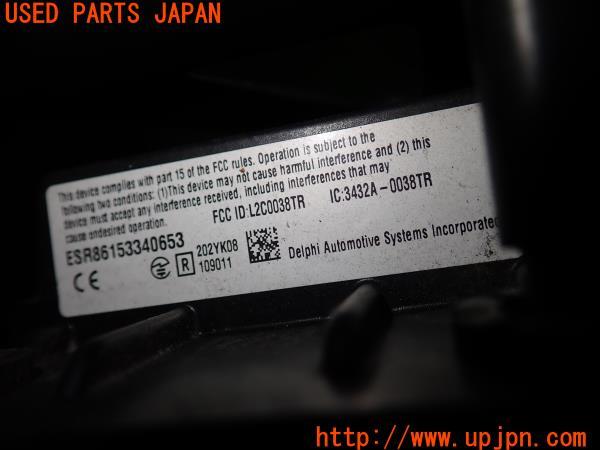 USED PARTS JAPAN
This device complies with part 15 of the FCC rules. Operation is subject to the
following two conditions: (1)This device may not cause harmful interference and (2) this
device must accept any interference received, including interferences that may
cause undesired operation.
FCC ID:L2C0038TR IC:3432A-0038TR
ESR86153340653
CE R 202YK08
109011
Delphi Automotive Systems Incorporated
http://www.upjpn.com